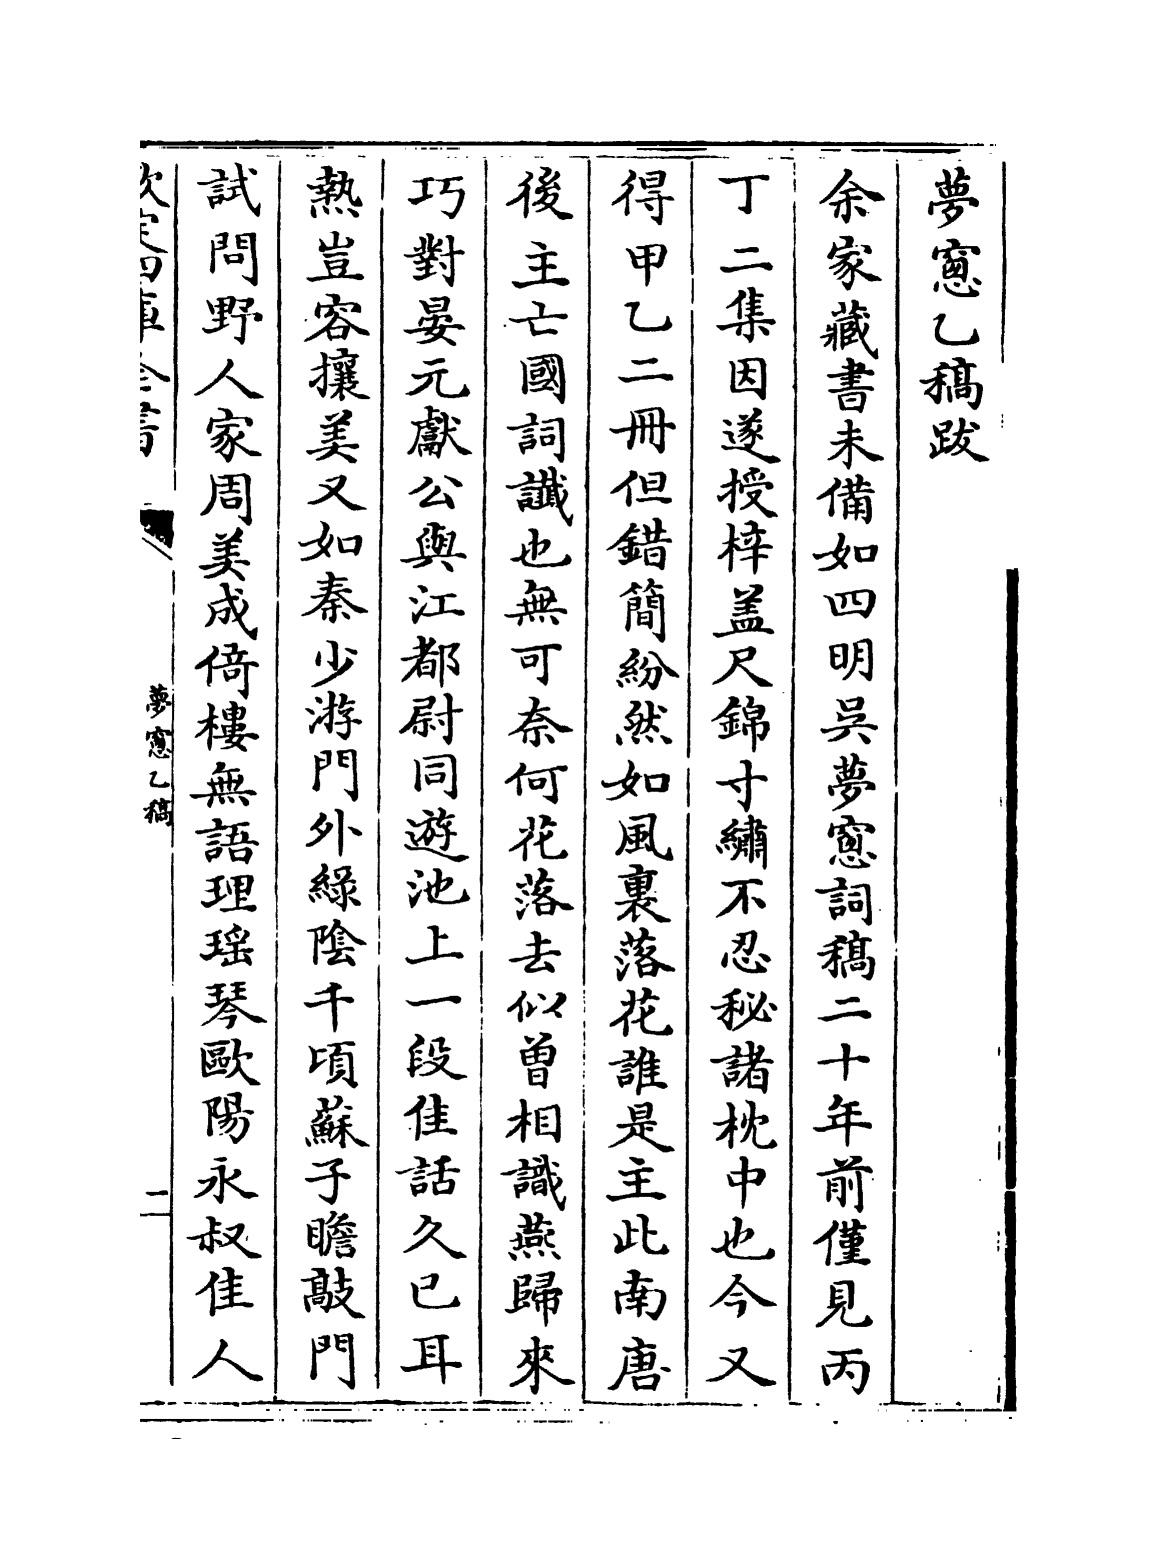 夢窻乙稿跋
余家藏書未備如四明吳夢窻詞稿二十年前僅見丙
丁二集因遂授梓盖尺錦寸繡不忍秘諸枕中也今又
得甲乙二冊但錯簡紛然如風裏落花誰是主此南唐
後主亡國詞讖也無可奈何花落去似曾相識燕歸來
巧對晏元獻公與江都尉同遊池上一段佳話久已耳
熱豈容攘美又如秦少游門外綠陰千頃蘇子瞻敲門
試問野人家周美成倚樓無語理瑶琴歐陽永叔佳人
欽定四庫全書
夢窻乙稿
二